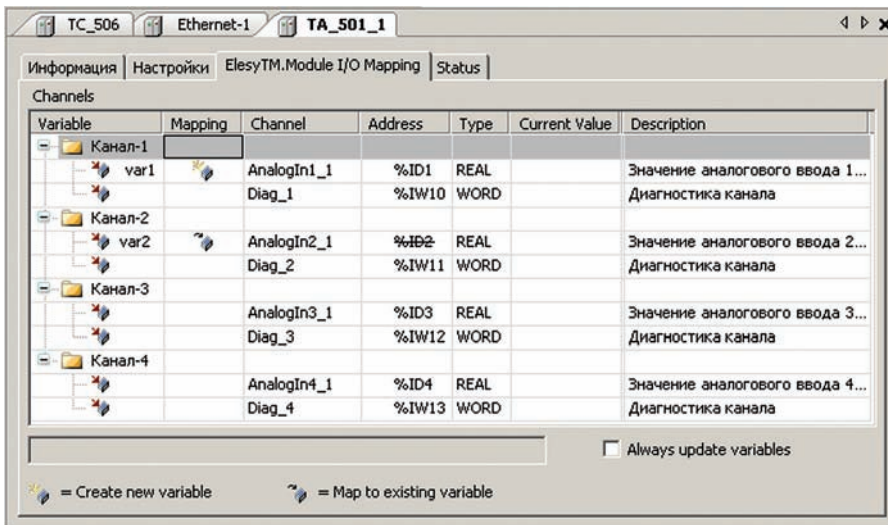 TC_506 Ethernet-1 TA_501_1
Информация Настройки ElesyTM.Module I/O Mapping Status
Channels
Variable Mapping Channel Address Type Current Value Description
Канал-1
var1 AnalogIn1_1 %ID1 REAL Значение аналогового ввода 1...
Diag_1 %IW10 WORD Диагностика канала
Канал-2
var2 AnalogIn2_1 %ID2 REAL Значение аналогового ввода 2...
Diag_2 %IW11 WORD Диагностика канала
Канал-3
AnalogIn3_1 %ID3 REAL Значение аналогового ввода 3...
Diag_3 %IW12 WORD Диагностика канала
Канал-4
AnalogIn4_1 %ID4 REAL Значение аналогового ввода 4...
Diag_4 %IW13 WORD Диагностика канала
Always update variables
= Create new variable = Map to existing variable